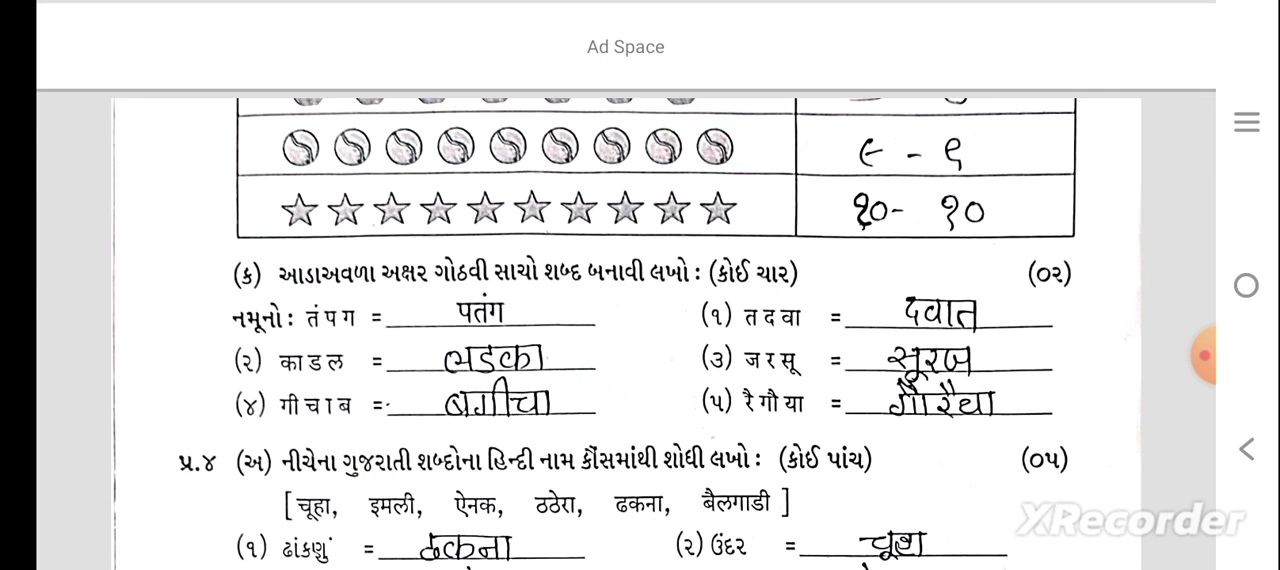 Ad Space
૯ - ९
૧૦- १०
(ક) આડાઅવળા અક્ષર ગોઠવી સાચો શબ્દ બનાવી લખો: (કોઈ ચાર) (૦૨)
નમૂનો: तं प ग = पतंग (૧) त द वा = दवात
(૨) का ड ल = लडका (૩) ज र सू = सूरज
(૪) गी चा ब = बगीचा (૫) रै गौ या = गौरैया
પ્ર.૪ (અ) નીચેના ગુજરાતી શબ્દોના હિન્દી નામ કૌંસમાંથી શોધી લખો: (કોઈ પાંચ) (૦૫)
[ चूहा, इमली, ऐनक, ठठेरा, ढकना, बैलगाडी ]
(૧) ઢાંકણું = ढकना (૨) ઉંદર = चूहा
XRecorder